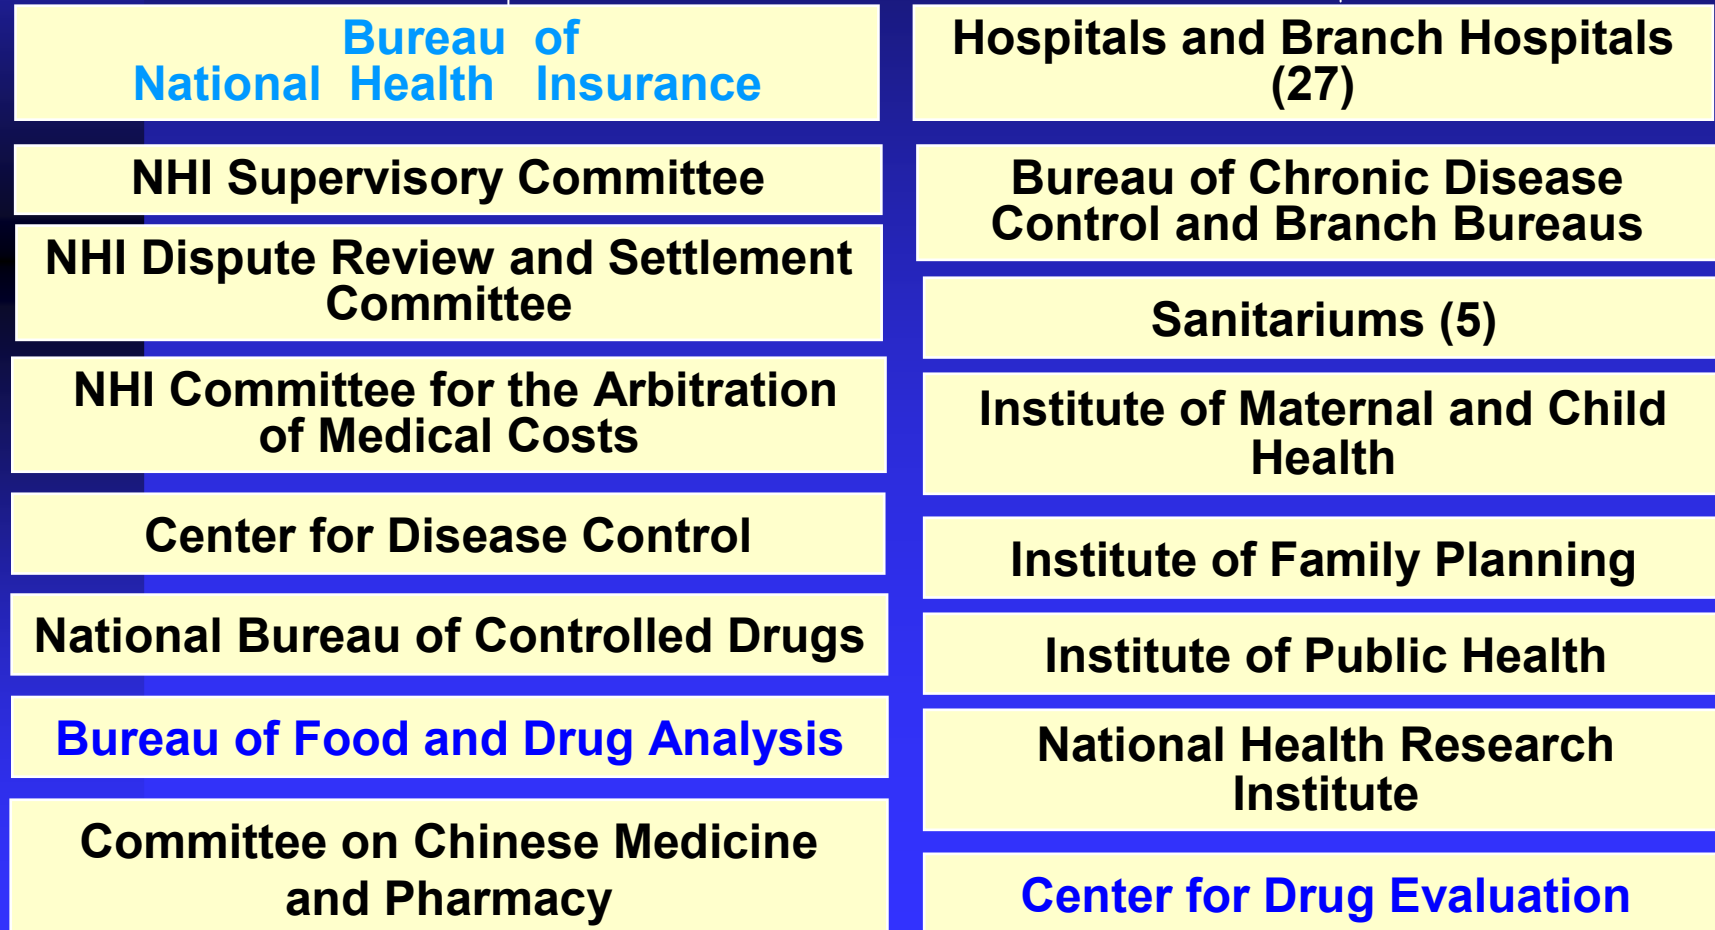 Bureau of
National Health Insurance
NHI Supervisory Committee
NHI Dispute Review and Settlement
Committee
NHI Committee for the Arbitration
of Medical Costs
Center for Disease Control
National Bureau of Controlled Drugs
Bureau of Food and Drug Analysis
Committee on Chinese Medicine
and Pharmacy
Hospitals and Branch Hospitals
(27)
Bureau of Chronic Disease
Control and Branch Bureaus
Sanitariums (5)
Institute of Maternal and Child
Health
Institute of Family Planning
Institute of Public Health
National Health Research
Institute
Center for Drug Evaluation